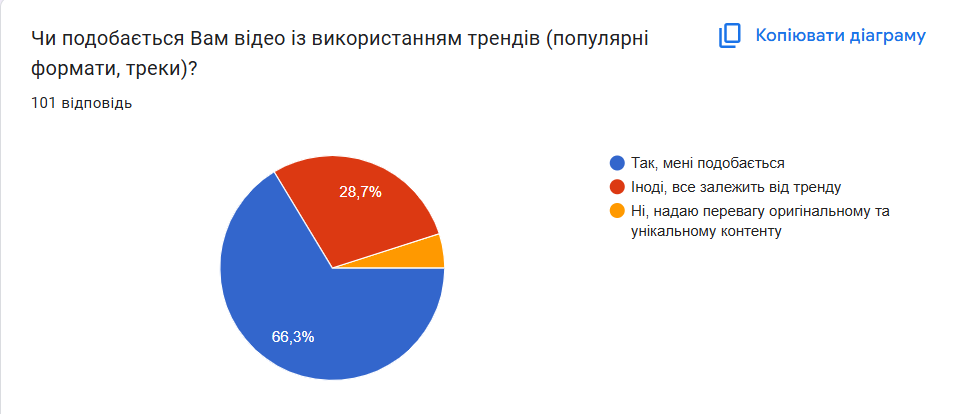 Чи подобається Вам відео із використанням трендів (популярні
формати, треки)?
Копіювати діаграму
101 відповідь
28,7%
66,3%
Так, мені подобається
Іноді, все залежить від тренду
Ні, надаю перевагу оригінальному та
унікальному контенту